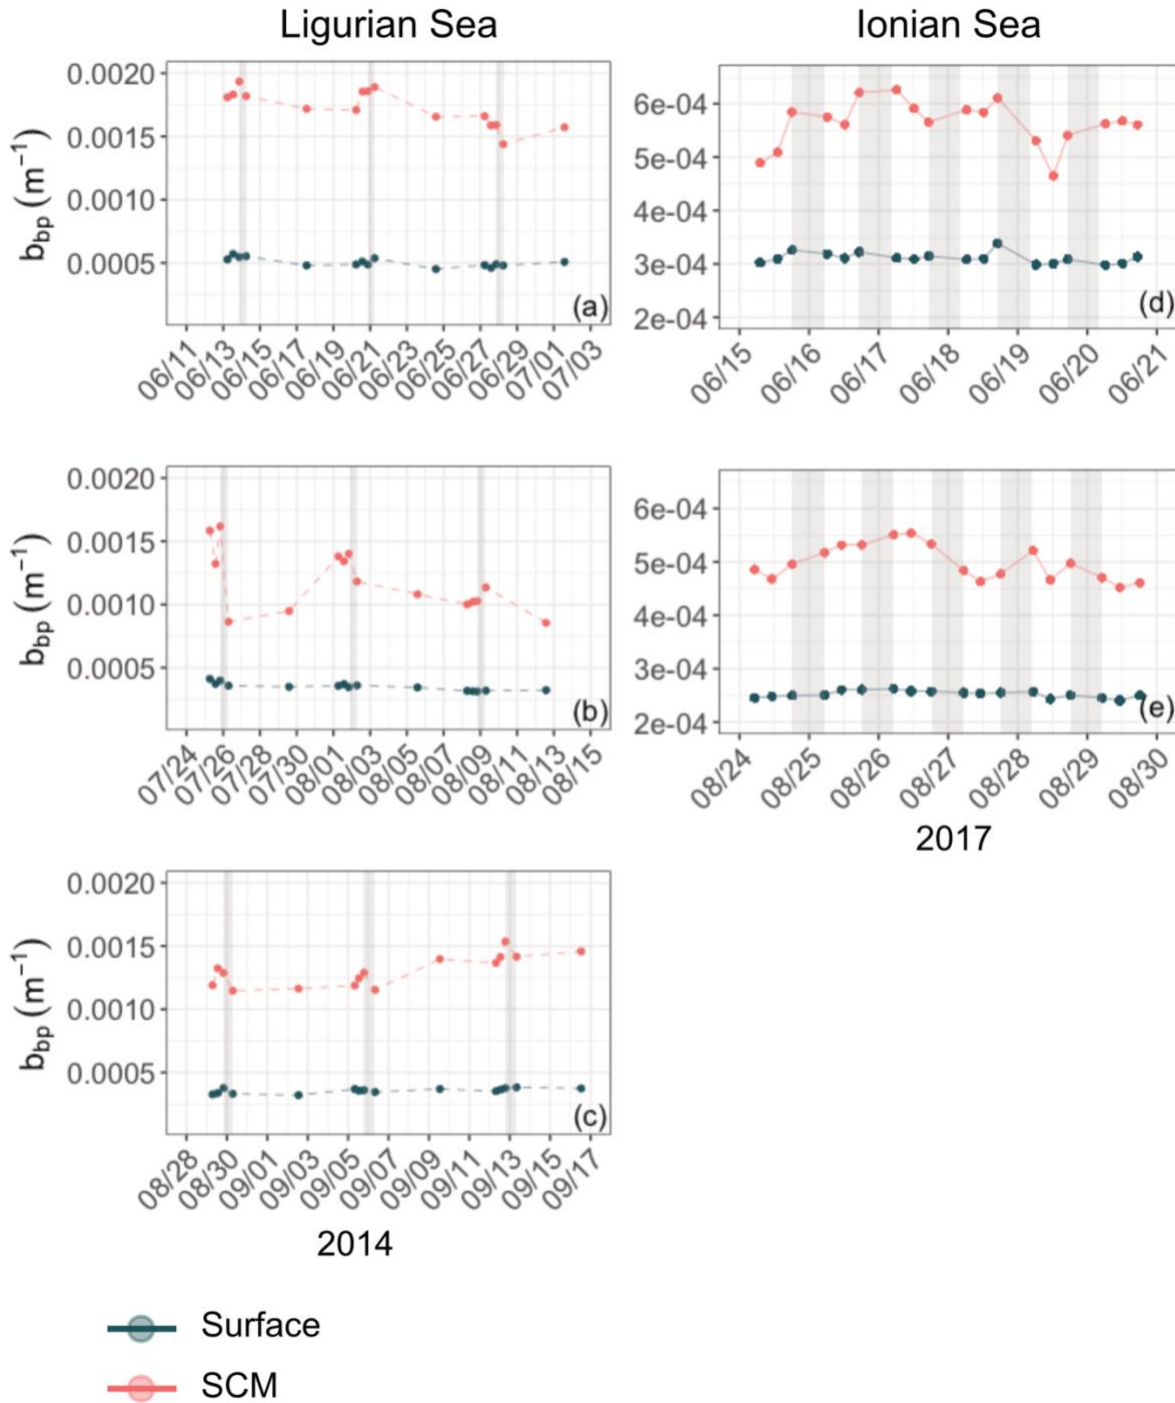 Ligurian Sea
Ionian Sea
b_bp (m⁻¹)
0.0020
0.0015
0.0010
0.0005
(a)
06/11
06/13
06/15
06/17
06/19
06/21
06/23
06/25
06/27
06/29
07/01
07/03
6e-04
5e-04
4e-04
3e-04
2e-04
(d)
06/15
06/16
06/17
06/18
06/19
06/20
06/21
b_bp (m⁻¹)
0.0020
0.0015
0.0010
0.0005
(b)
07/24
07/26
07/28
07/30
08/01
08/03
08/05
08/07
08/09
08/11
08/13
08/15
6e-04
5e-04
4e-04
3e-04
2e-04
(e)
08/24
08/25
08/26
08/27
08/28
08/29
08/30
2017
b_bp (m⁻¹)
0.0020
0.0015
0.0010
0.0005
(c)
08/28
08/30
09/01
09/03
09/05
09/07
09/09
09/11
09/13
09/15
09/17
2014
Surface
SCM